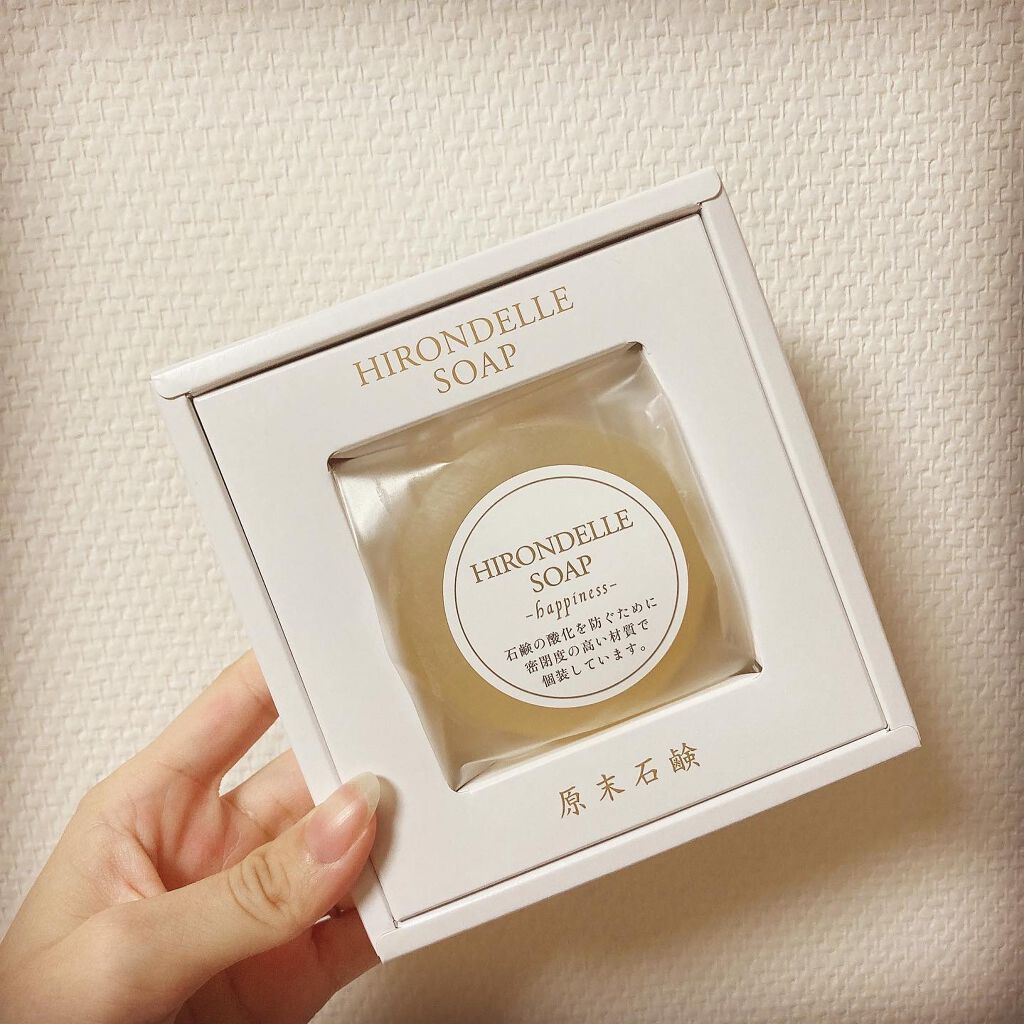 HIRONDELLE
SOAP
HIRONDELLE
SOAP
-happiness-
石鹸の酸化を防ぐために
密閉度の高い材質で
個装しています。
原末石鹸